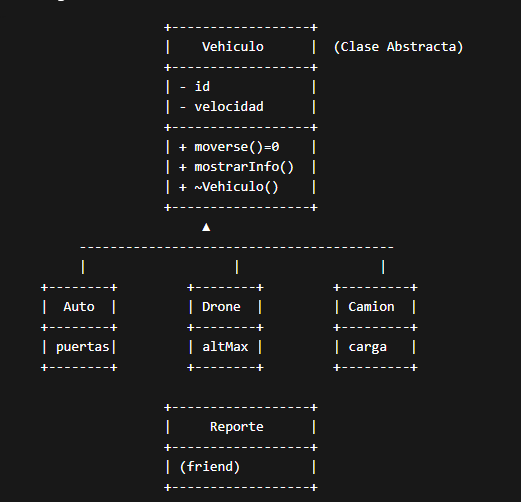 Vehiculo (Clase Abstracta)
- id
- velocidad
+ moverse()=0
+ mostrarInfo()
+ ~Vehiculo()
Auto Drone Camion
puertas altMax carga
Reporte
(friend)